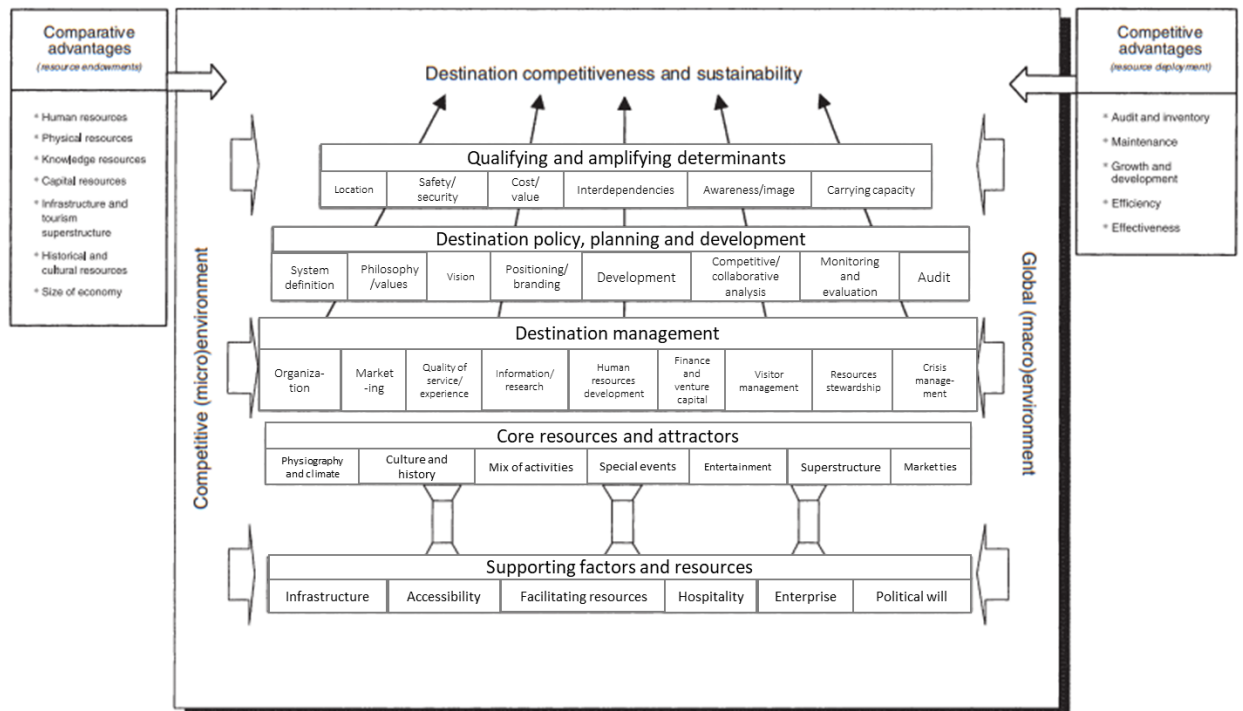 Comparative
advantages
(resource endowments)
* Human resources
* Physical resources
* Knowledge resources
* Capital resources
* Infrastructure and
tourism
superstructure
* Historical and
cultural resources
* Size of economy
Competitive (micro)environment
Destination competitiveness and sustainability
Qualifying and amplifying determinants
Location
Safety/
security
Cost/
value
Interdependencies
Awareness/image
Carrying capacity
Destination policy, planning and development
System
definition
Philosophy
/values
Vision
Positioning/
branding
Development
Competitive/
collaborative
analysis
Monitoring
and
evaluation
Audit
Destination management
Organiza-
tion
Market
-ing
Quality of
service/
experience
Information/
research
Human
resources
development
Finance
and
venture
capital
Visitor
management
Resources
stewardship
Crisis
manage-
ment
Core resources and attractors
Physiography
and climate
Culture and
history
Mix of activities
Special events
Entertainment
Superstructure
Market ties
Supporting factors and resources
Infrastructure
Accessibility
Facilitating resources
Hospitality
Enterprise
Political will
Global (macro)environment
Competitive
advantages
(resource deployment)
* Audit and inventory
* Maintenance
* Growth and
development
* Efficiency
* Effectiveness